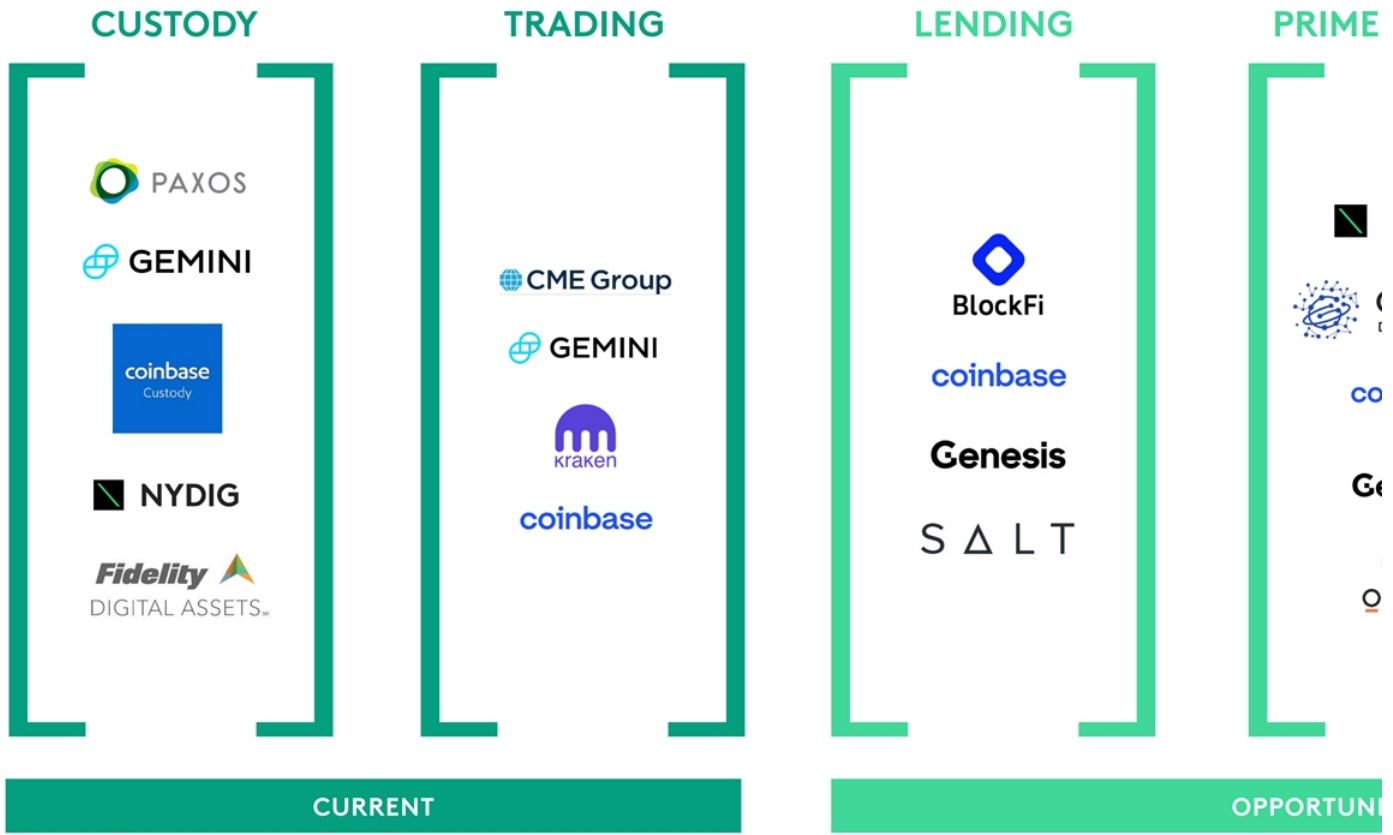 CUSTODY
TRADING
LENDING
PRIME
PAXOS
GEMINI
coinbase
Custody
NYDIG
Fidelity
DIGITAL ASSETS
CME Group
GEMINI
kraken
coinbase
BlockFi
coinbase
Genesis
SALT
CURRENT